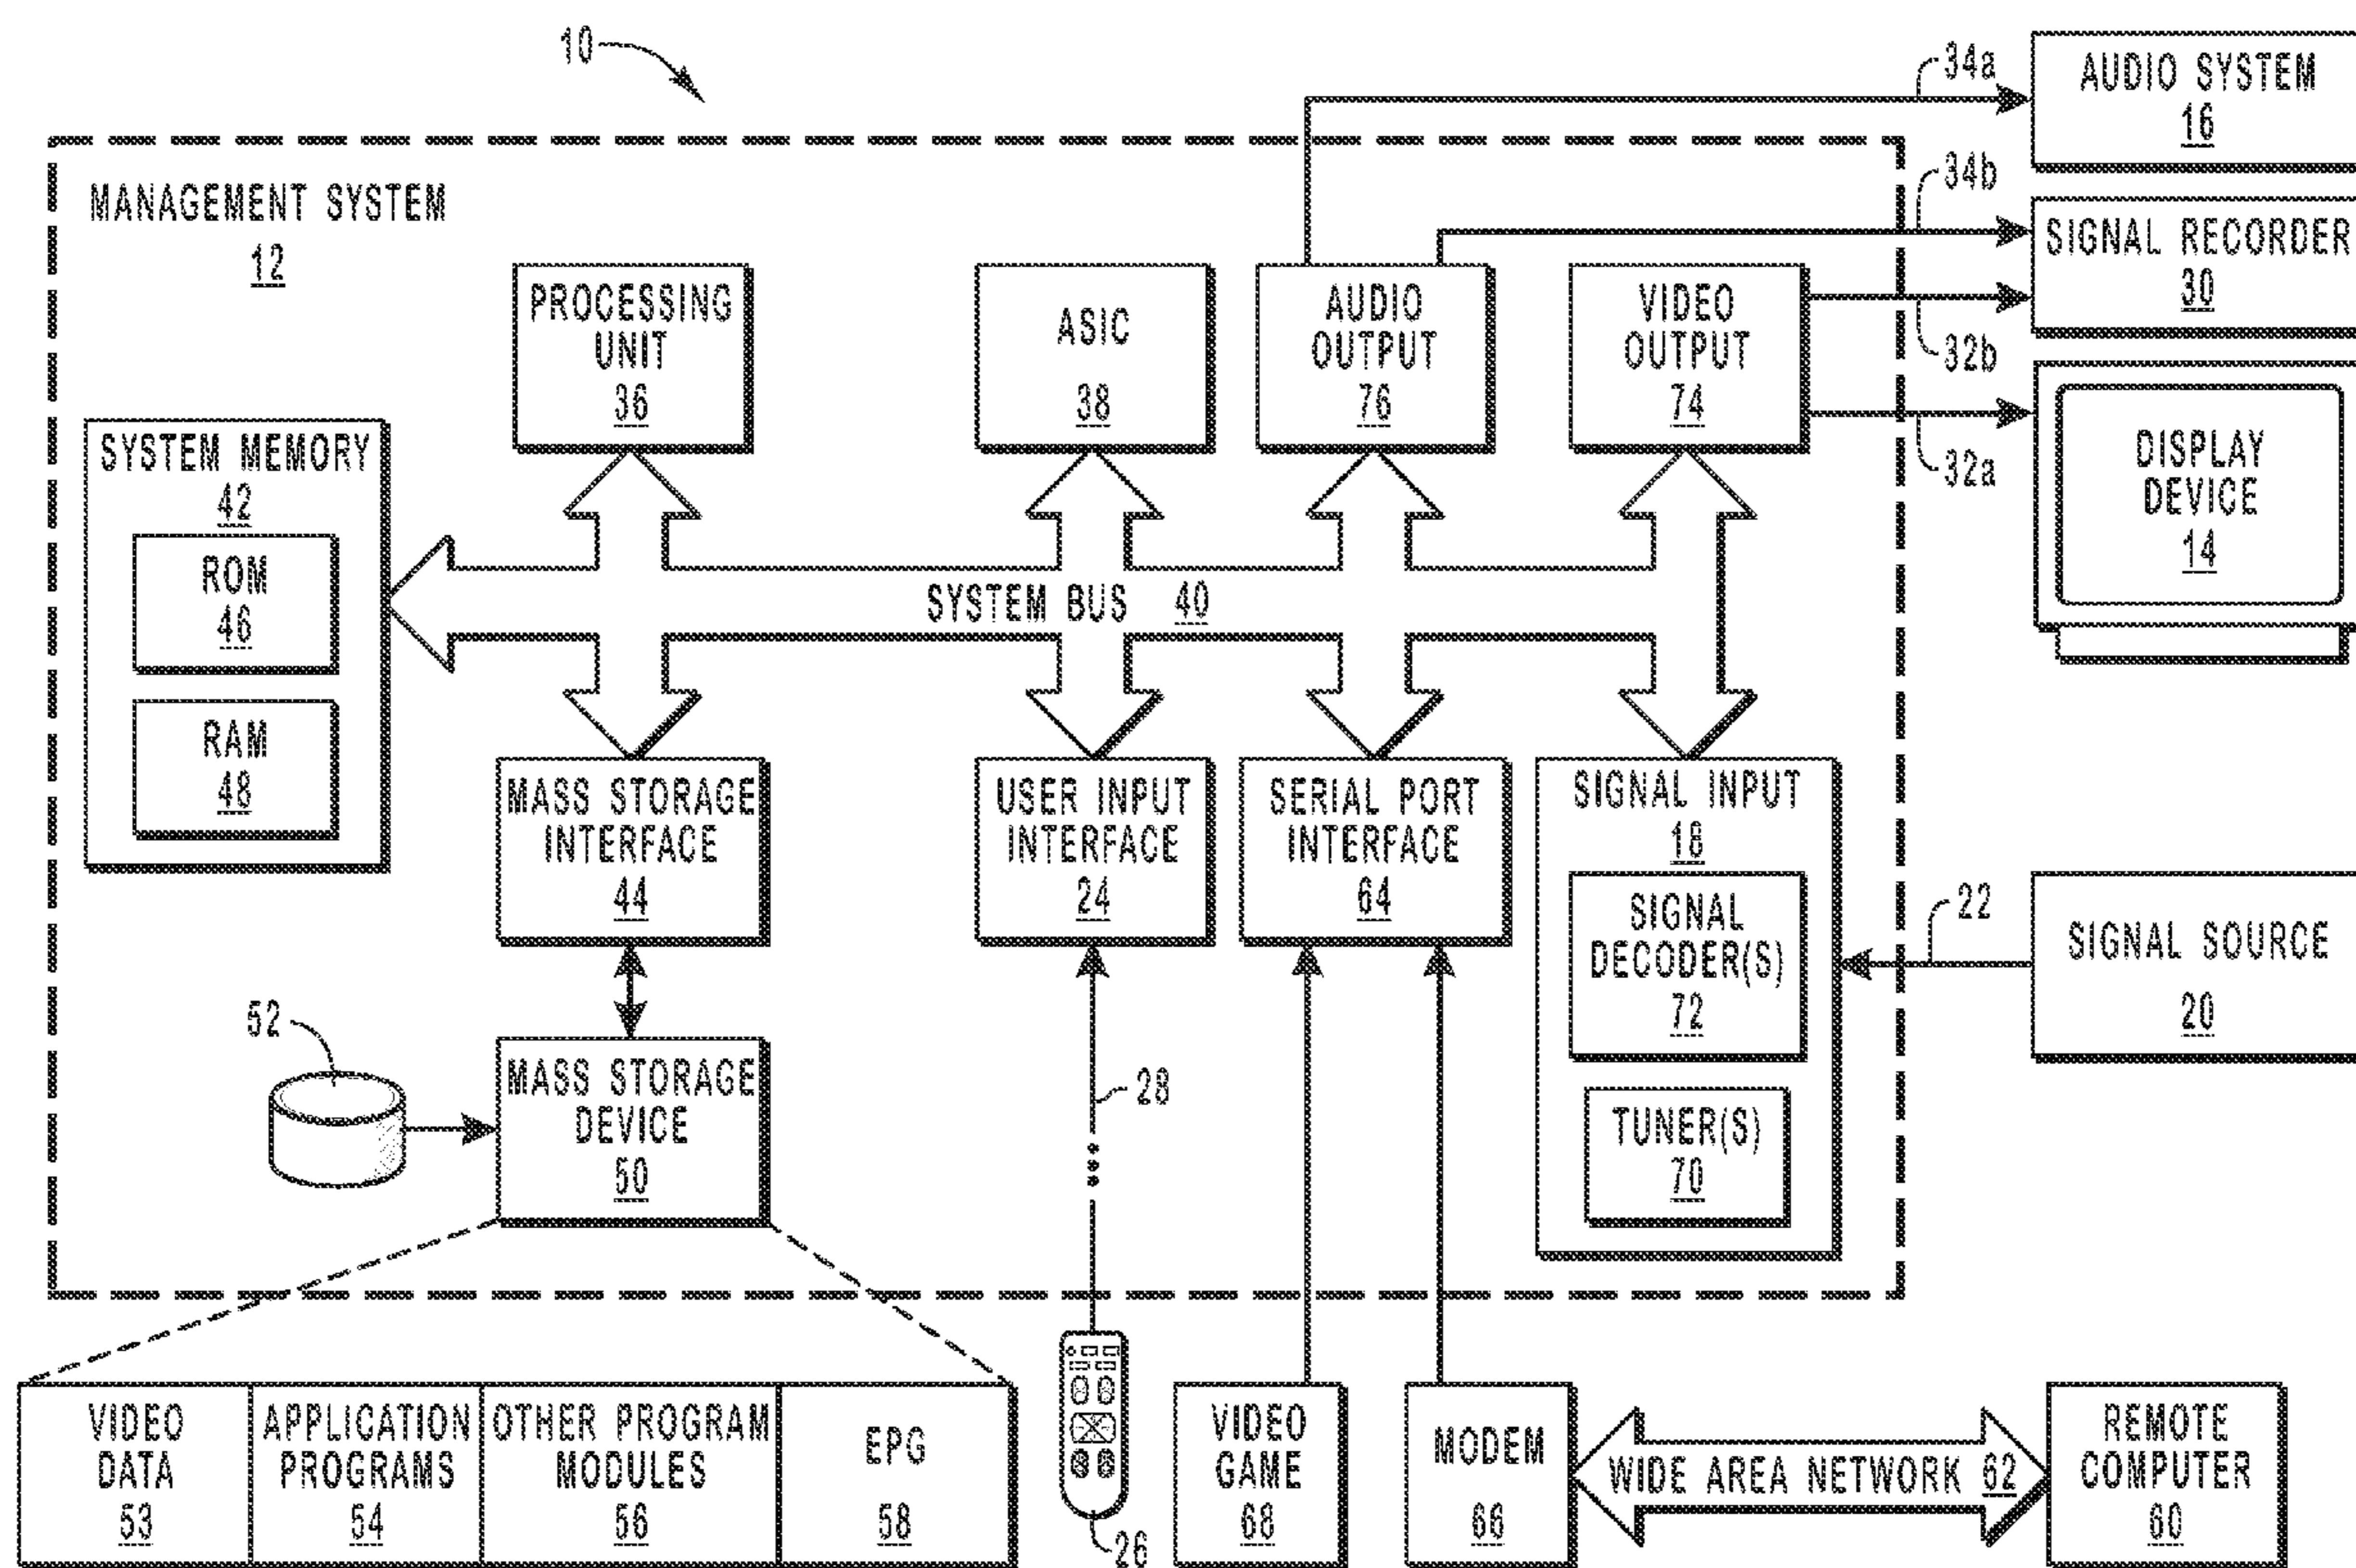 10
34a
AUDIO SYSTEM
16
MANAGEMENT SYSTEM
12
34b
SIGNAL RECORDER
30
PROCESSING
UNIT
36
ASIC
38
AUDIO
OUTPUT
76
VIDEO
OUTPUT
74
32b
32a
DISPLAY
DEVICE
14
SYSTEM MEMORY
42
ROM
46
RAM
48
SYSTEM BUS 40
MASS STORAGE
INTERFACE
44
USER INPUT
INTERFACE
24
SERIAL PORT
INTERFACE
64
SIGNAL INPUT
18
SIGNAL
DECODER(S)
72
TUNER(S)
70
22
SIGNAL SOURCE
20
52
MASS STORAGE
DEVICE
50
28
VIDEO
DATA
53
APPLICATION
PROGRAMS
54
OTHER PROGRAM
MODULES
56
EPG
58
26
VIDEO
GAME
68
MODEM
66
WIDE AREA NETWORK 62
REMOTE
COMPUTER
60